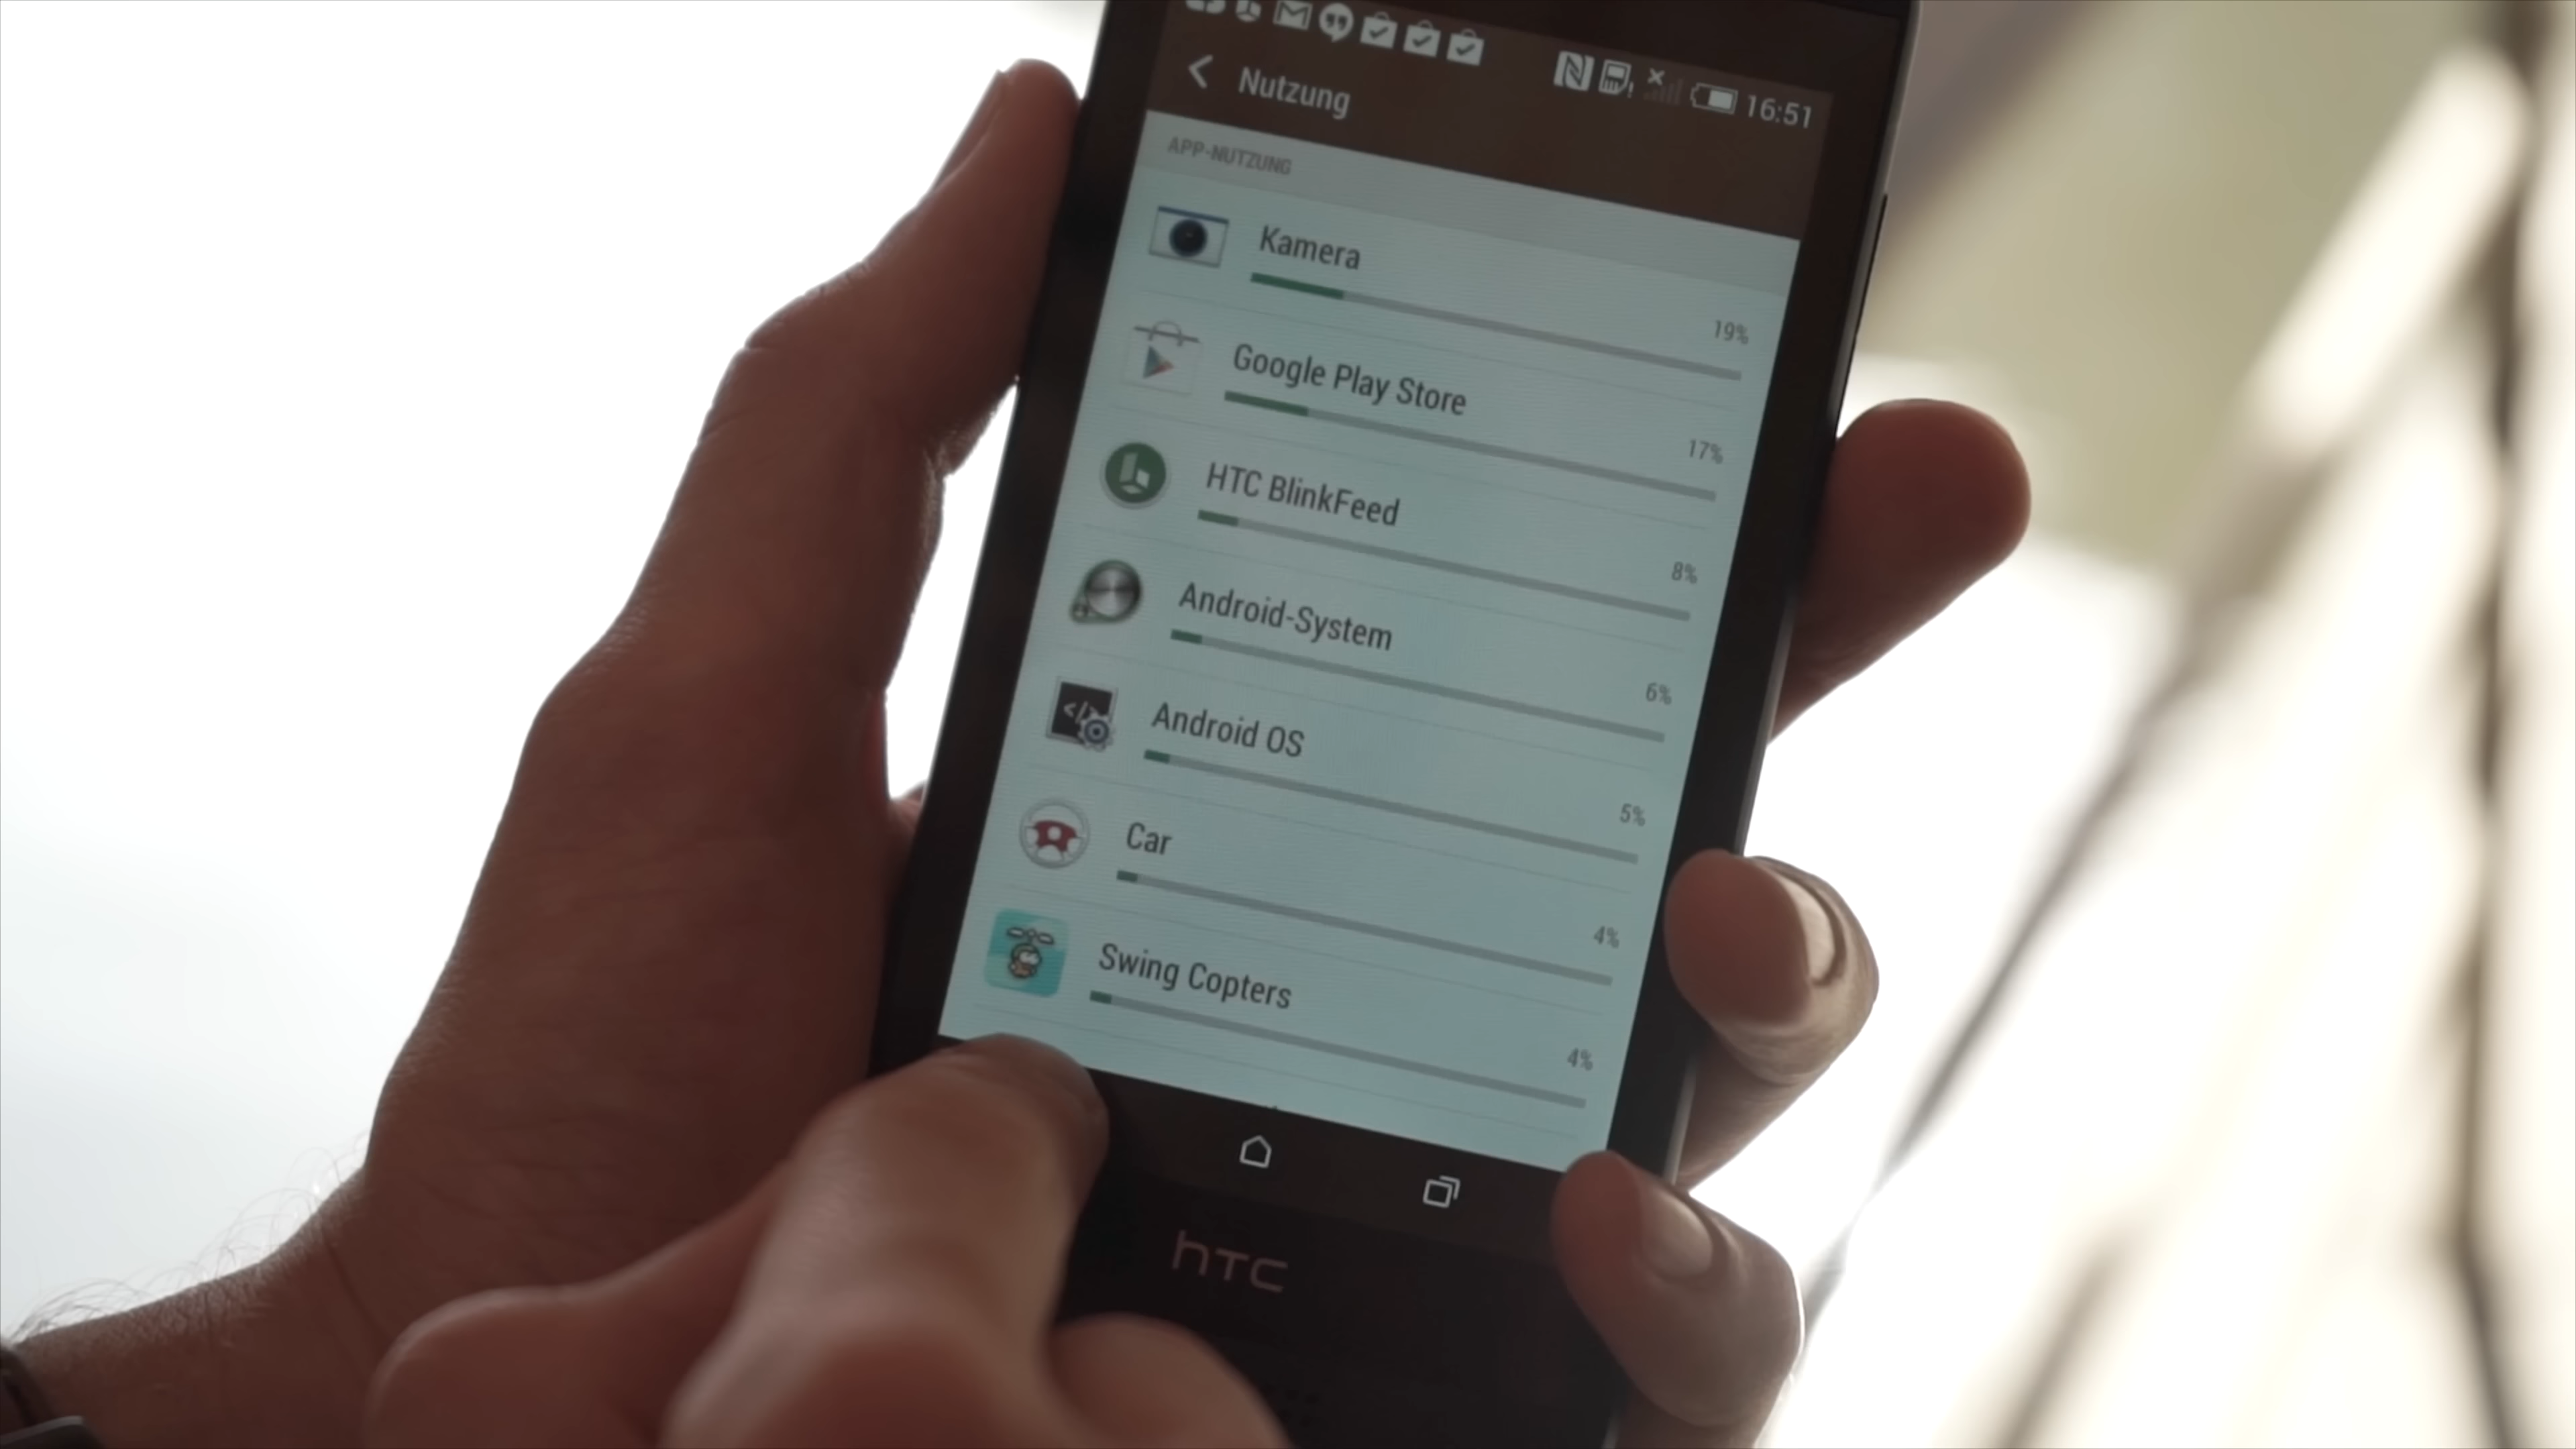 16:51
Nutzung
APP-NUTZUNG
Kamera
19%
Google Play Store
17%
HTC BlinkFeed
8%
Android-System
6%
Android OS
5%
Car
4%
Swing Copters
4%
hTC